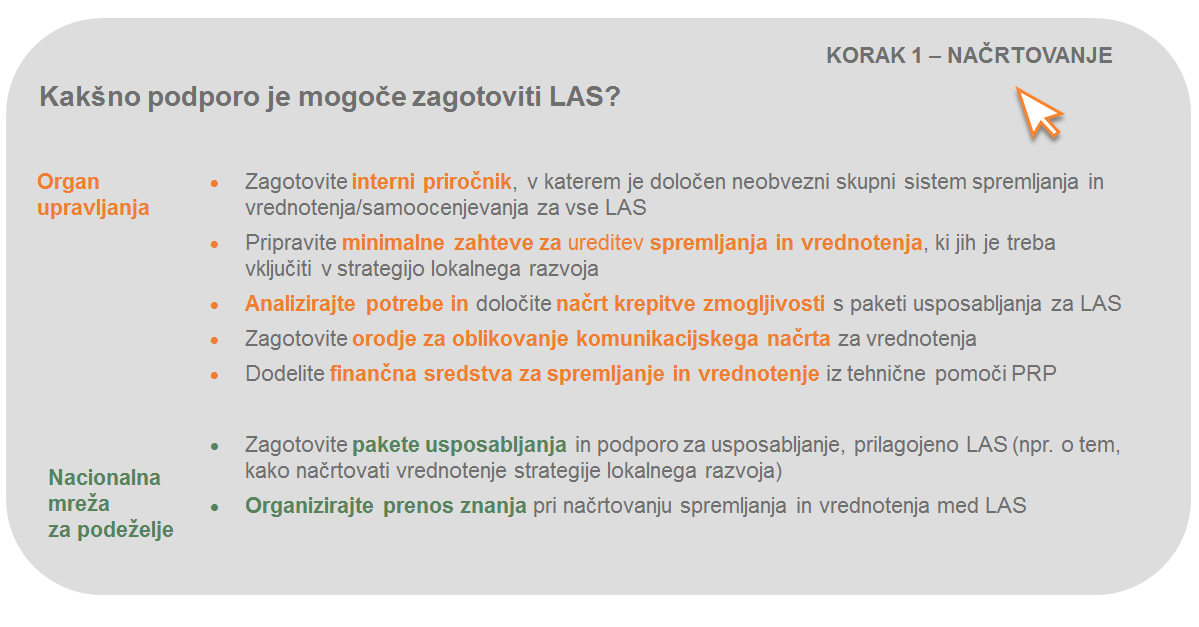 KORAK 1 – NAČRTOVANJE
Kakšno podporo je mogoče zagotoviti LAS?
Organ
upravljanja
• Zagotovite interni priročnik, v katerem je določen neobvezni skupni sistem spremljanja in
vrednotenja/samoocenjevanja za vse LAS
• Pripravite minimalne zahteve za ureditev spremljanja in vrednotenja, ki jih je treba
vključiti v strategijo lokalnega razvoja
• Analizirajte potrebe in določite načrt krepitve zmogljivosti s paketi usposabljanja za LAS
• Zagotovite orodje za oblikovanje komunikacijskega načrta za vrednotenja
• Dodelite finančna sredstva za spremljanje in vrednotenje iz tehnične pomoči PRP
Nacionalna
mreža
za podeželje
• Zagotovite pakete usposabljanja in podporo za usposabljanje, prilagojeno LAS (npr. o tem,
kako načrtovati vrednotenje strategije lokalnega razvoja)
• Organizirajte prenos znanja pri načrtovanju spremljanja in vrednotenja med LAS